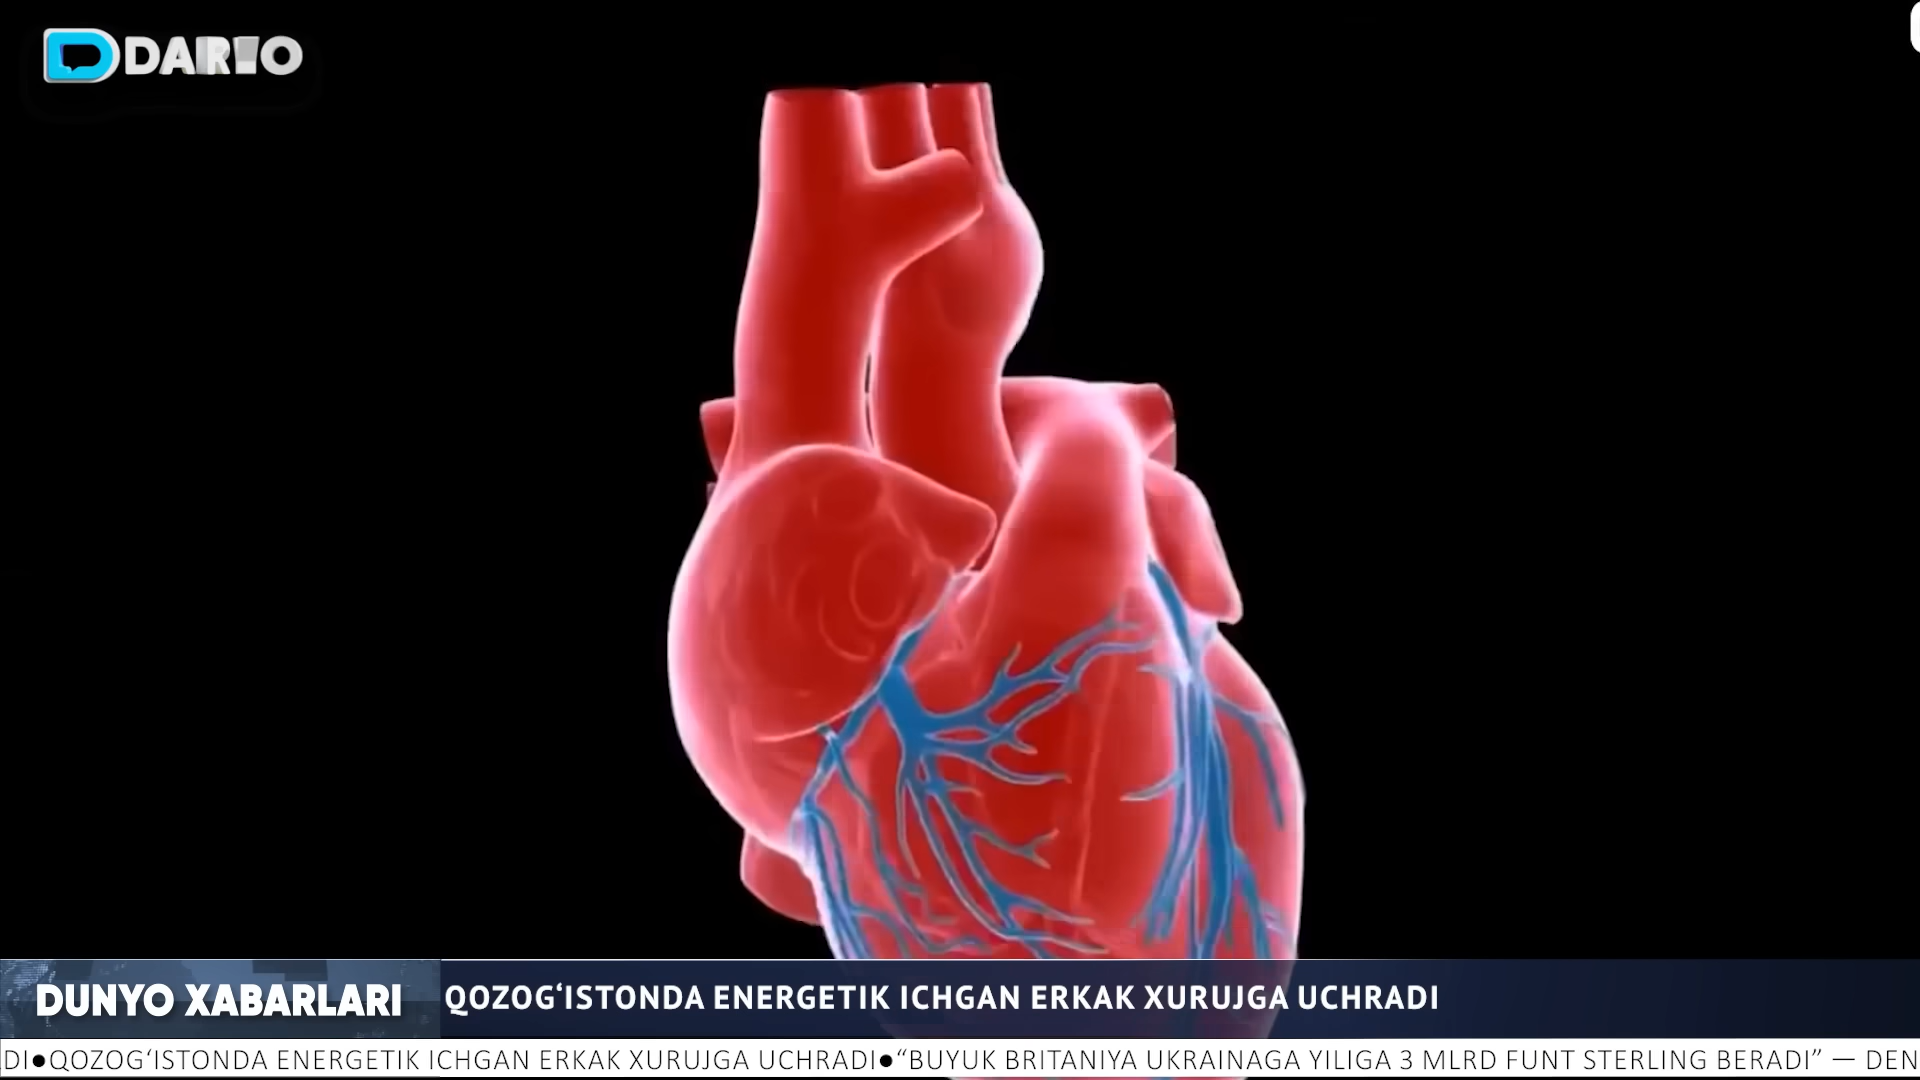 DARYO
DUNYO XABARLARI
QOZOG‘ISTONDA ENERGETIK ICHGAN ERKAK XURUJGA UCHRADI
DI●QOZOG‘ISTONDA ENERGETIK ICHGAN ERKAK XURUJGA UCHRADI●“BUYUK BRITANIYA UKRAINAGA YILIGA 3 MLRD FUNT STERLING BERADI” — DEN